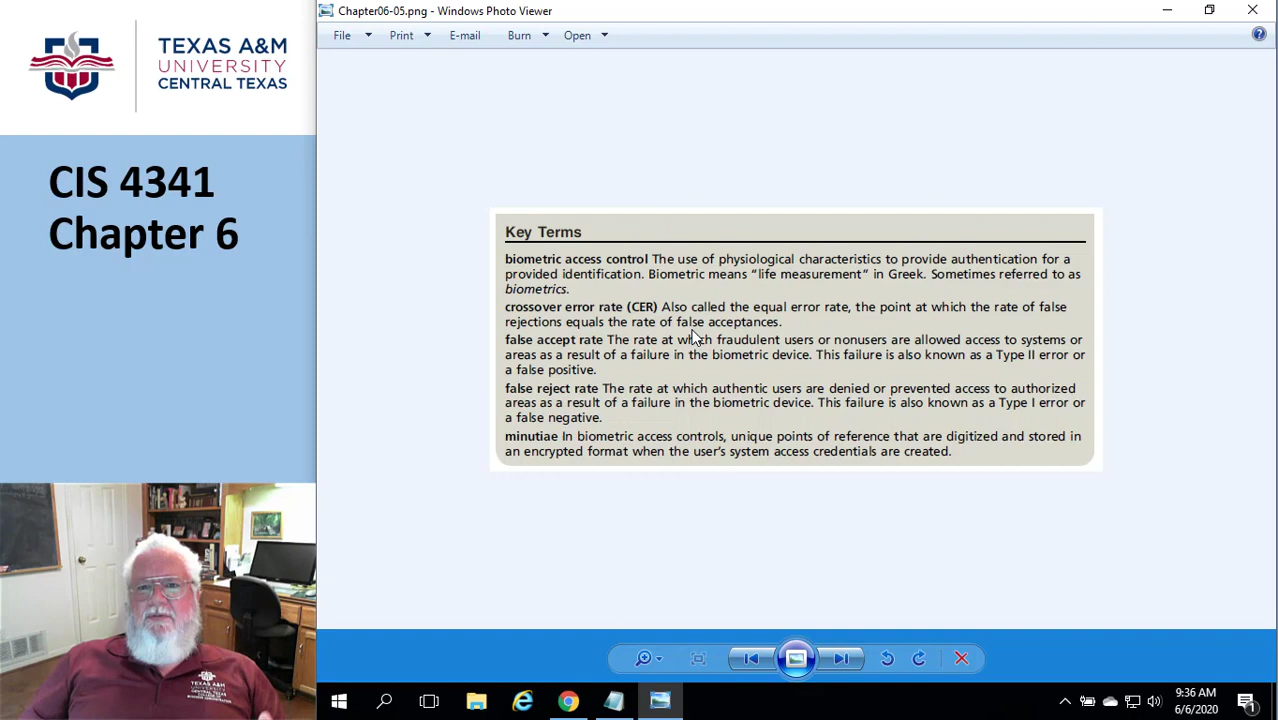 TEXAS A&M
UNIVERSITY
CENTRAL TEXAS
CIS 4341
Chapter 6
Chapter06-05.png - Windows Photo Viewer
File Print E-mail Burn Open
Key Terms
biometric access control The use of physiological characteristics to provide authentication for a
provided identification. Biometric means “life measurement” in Greek. Sometimes referred to as
biometrics.
crossover error rate (CER) Also called the equal error rate, the point at which the rate of false
rejections equals the rate of false acceptances.
false accept rate The rate at which fraudulent users or nonusers are allowed access to systems or
areas as a result of a failure in the biometric device. This failure is also known as a Type II error or
a false positive.
false reject rate The rate at which authentic users are denied or prevented access to authorized
areas as a result of a failure in the biometric device. This failure is also known as a Type I error or
a false negative.
minutiae In biometric access controls, unique points of reference that are digitized and stored in
an encrypted format when the user’s system access credentials are created.
TEXAS A&M
UNIVERSITY
CENTRAL TEXAS
9:36 AM
6/6/2020
1